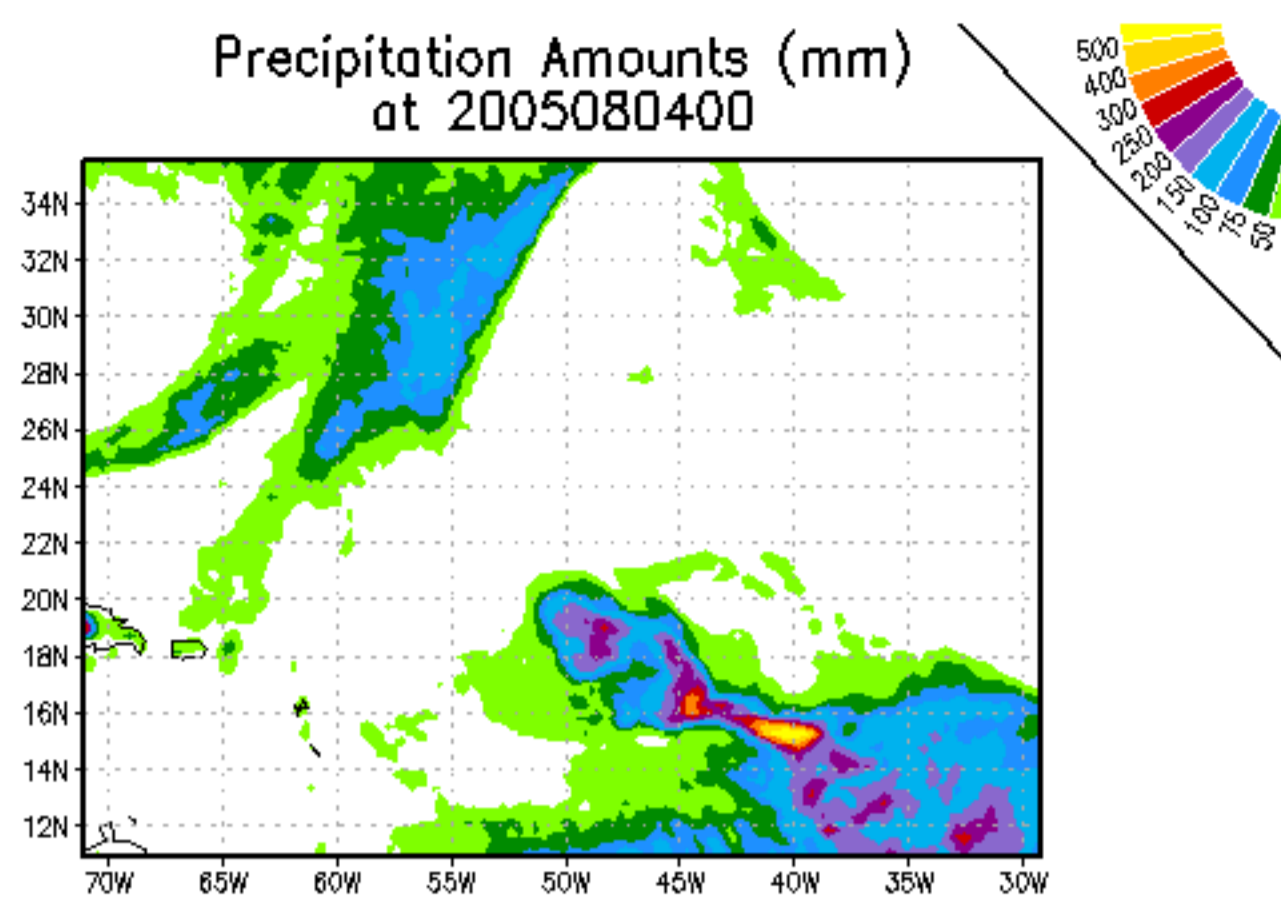 Precipitation Amounts (mm)
at 2005080400
500
400
300
250
200
150
100
75
50
34N
32N
30N
28N
26N
24N
22N
20N
18N
16N
14N
12N
70W 65W 60W 55W 50W 45W 40W 35W 30W